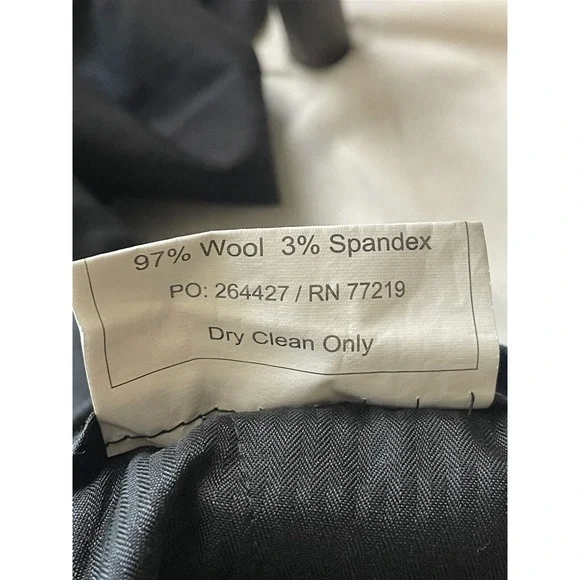 97% Wool 3% Spandex
PO: 264427 / RN 77219
Dry Clean Only